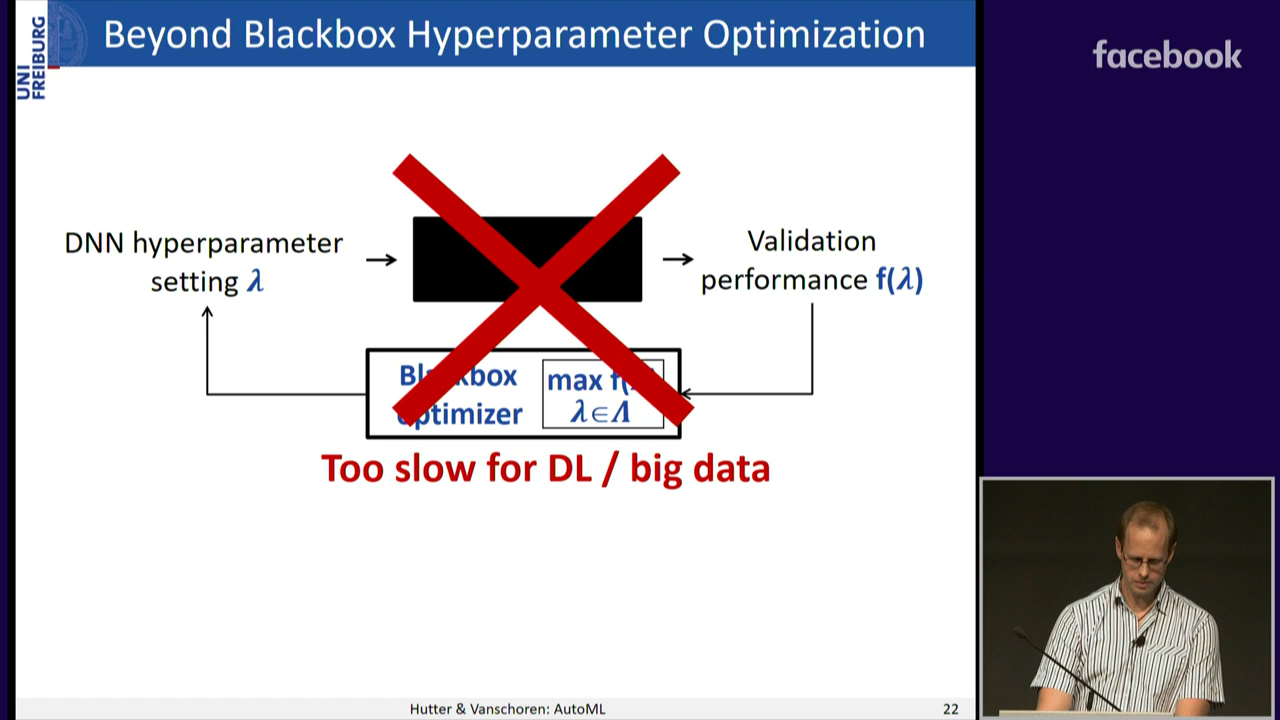 Beyond Blackbox Hyperparameter Optimization
UNI
FREIBURG
facebook
DNN hyperparameter
setting λ
Validation
performance f(λ)
max
optimizer
λ∈Λ
Too slow for DL / big data
Hutter & Vanschoren: AutoML
22